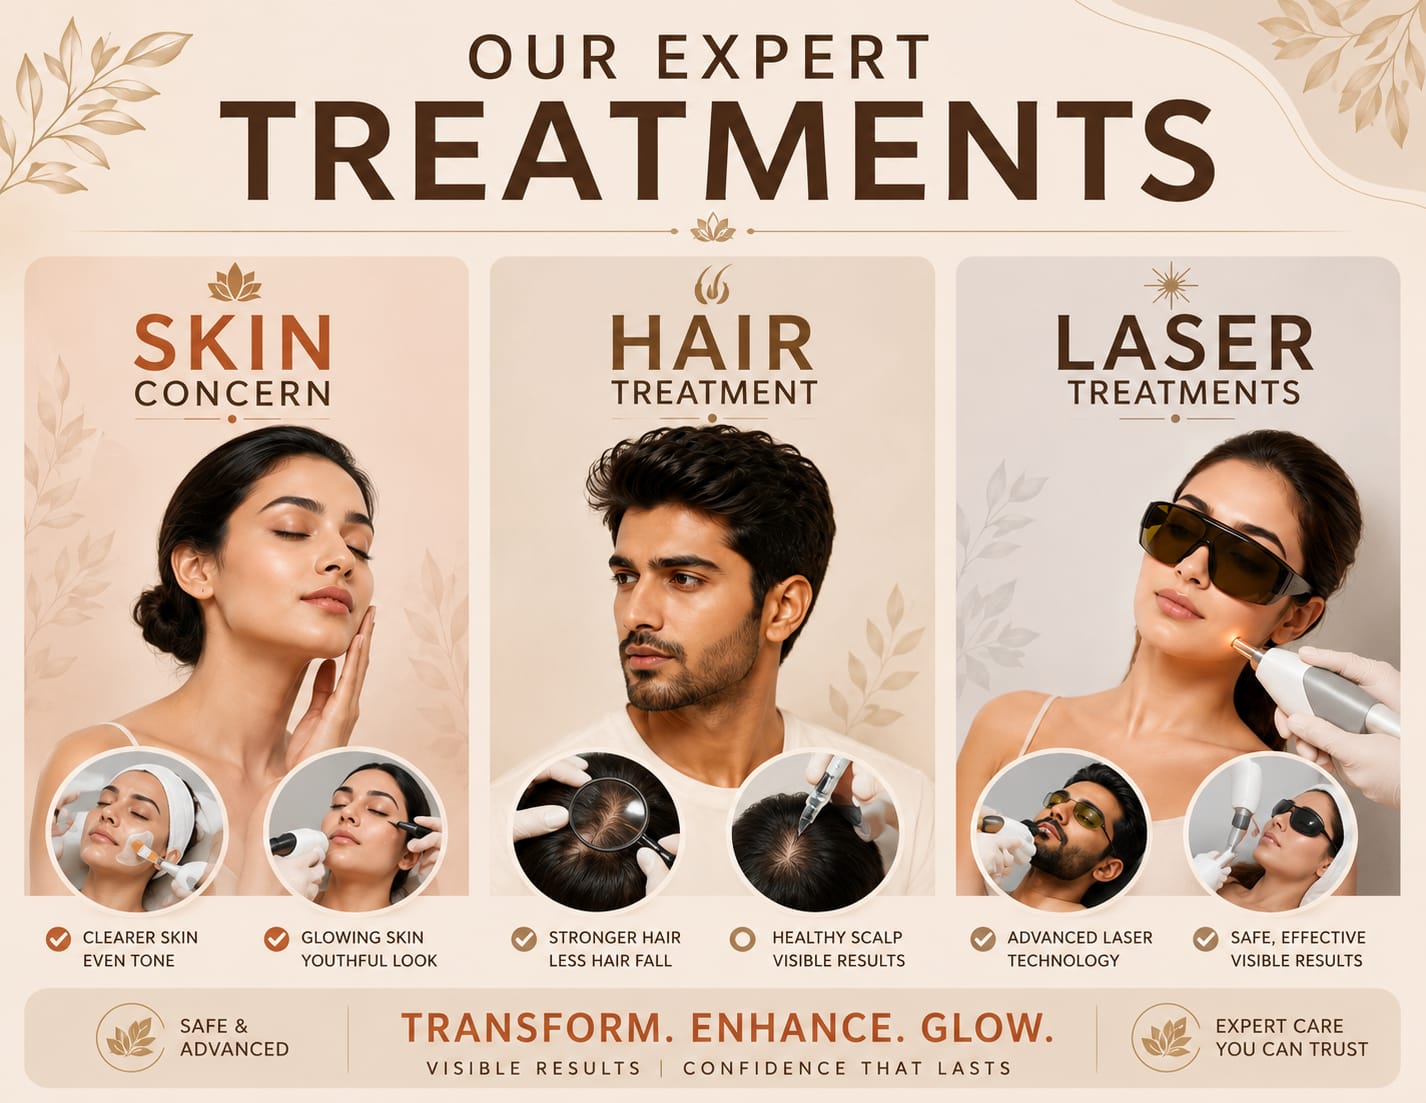 OUR EXPERT
TREATMENTS
SKIN
CONCERN
CLEARER SKIN
EVEN TONE
GLOWING SKIN
YOUTHFUL LOOK
HAIR
TREATMENT
STRONGER HAIR
LESS HAIR FALL
HEALTHY SCALP
VISIBLE RESULTS
LASER
TREATMENTS
ADVANCED LASER
TECHNOLOGY
SAFE, EFFECTIVE
VISIBLE RESULTS
SAFE &
ADVANCED
TRANSFORM. ENHANCE. GLOW.
VISIBLE RESULTS | CONFIDENCE THAT LASTS
EXPERT CARE
YOU CAN TRUST